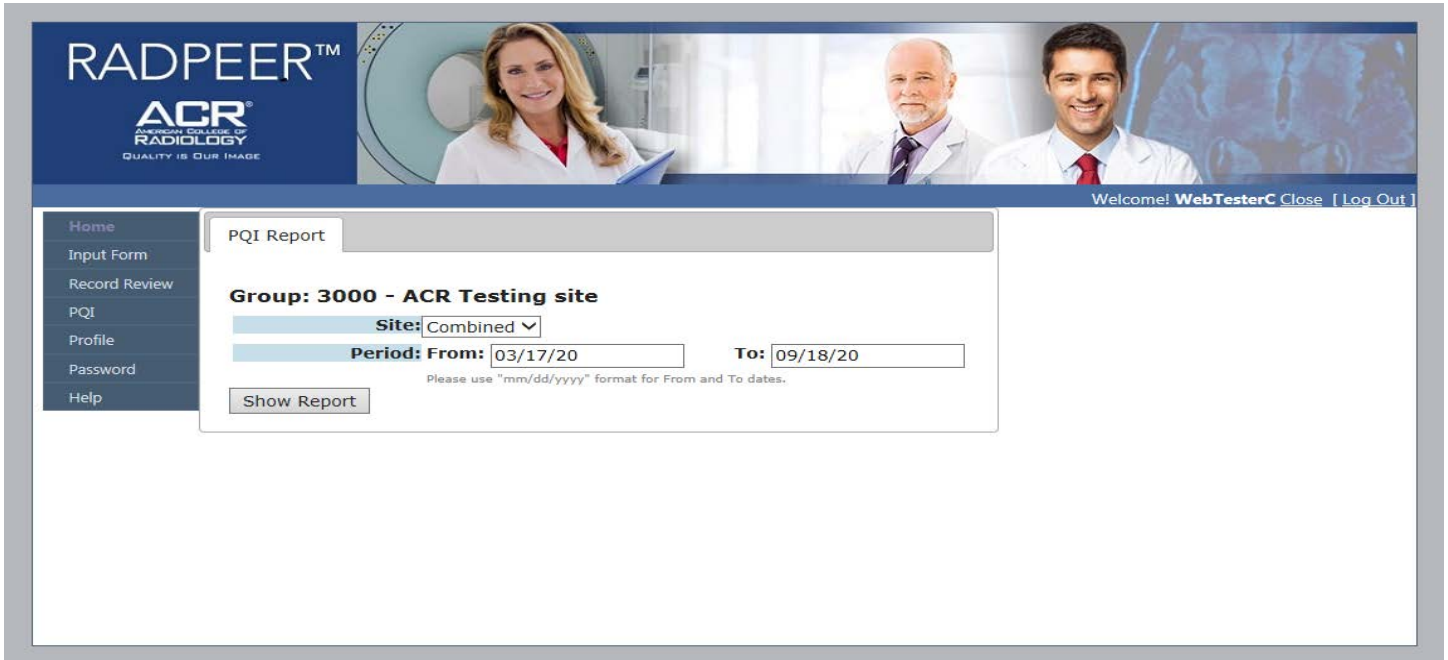 RADPEER™
ACR®
AMERICAN COLLEGE OF
RADIOLOGY
QUALITY IS OUR IMAGE
Welcome! WebTesterC Close [ Log Out ]
Home
Input Form
Record Review
PQI
Profile
Password
Help
PQI Report
Group: 3000 - ACR Testing site
Site: Combined
Period: From: 03/17/20 To: 09/18/20
Please use "mm/dd/yyyy" format for From and To dates.
Show Report